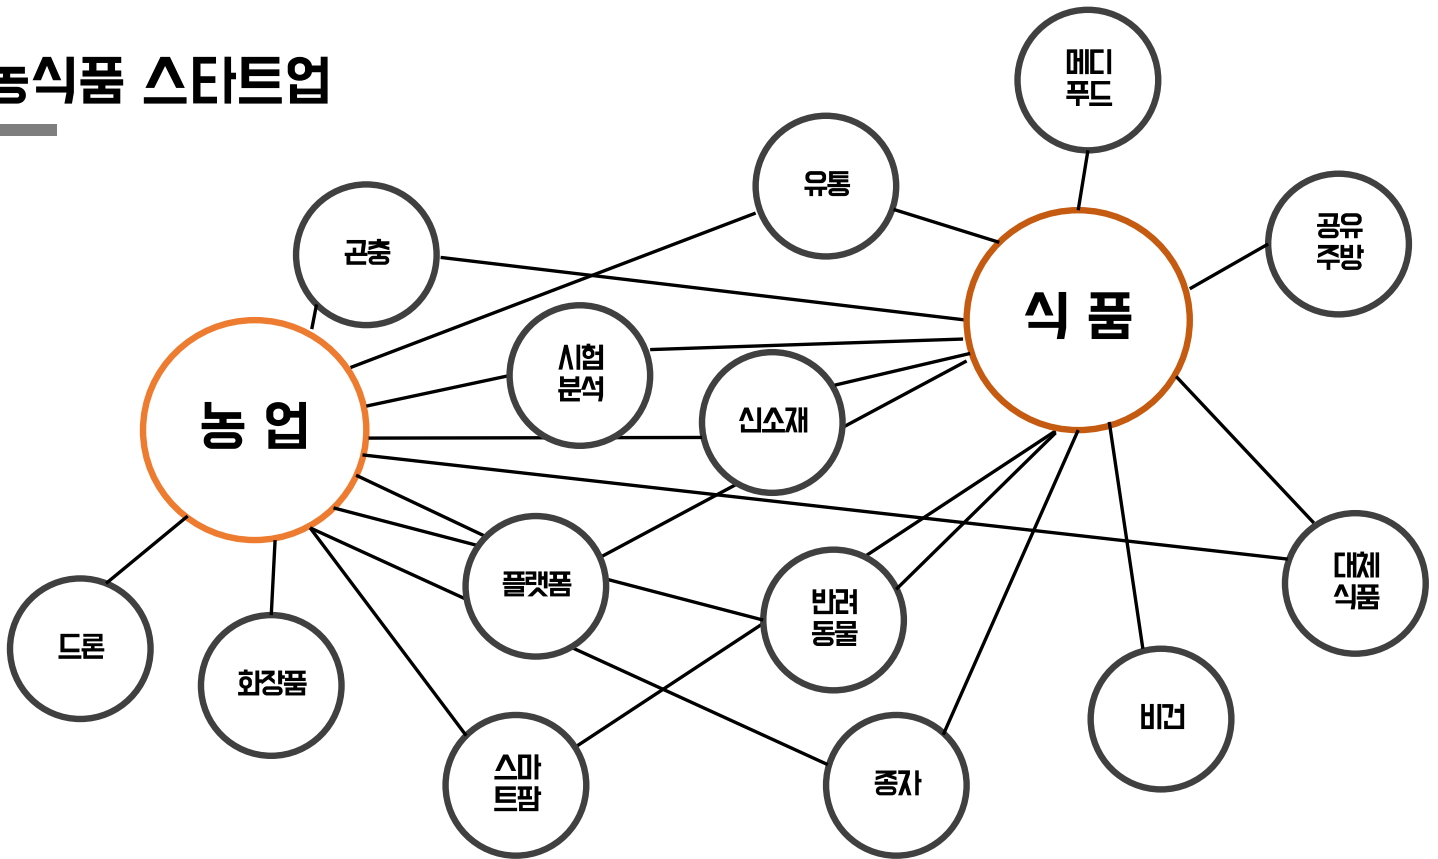 농식품 스타트업
메디
푸드
유통
공유
주방
곤충
식 품
시험
분석
신소재
농 업
플랫폼
반려
동물
대체
식품
드론
화장품
비건
스마
트팜
종자